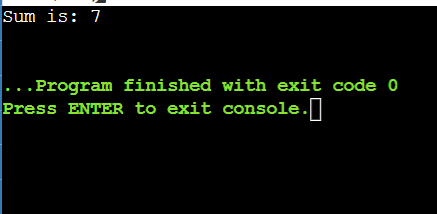 Sum is: 7
...Program finished with exit code 0
Press ENTER to exit console.